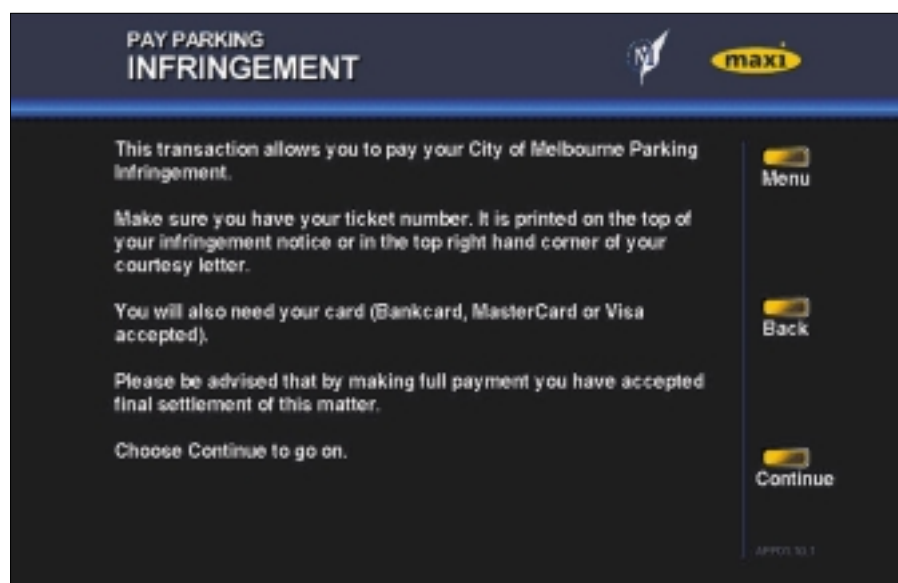 PAY PARKING
INFRINGEMENT
M
maxi
This transaction allows you to pay your City of Melbourne Parking
Infringement.
Make sure you have your ticket number. It is printed on the top of
your infringement notice or in the top right hand corner of your
courtesy letter.
You will also need your card (Bankcard, MasterCard or Visa
accepted).
Please be advised that by making full payment you have accepted
final settlement of this matter.
Choose Continue to go on.
Menu
Back
Continue